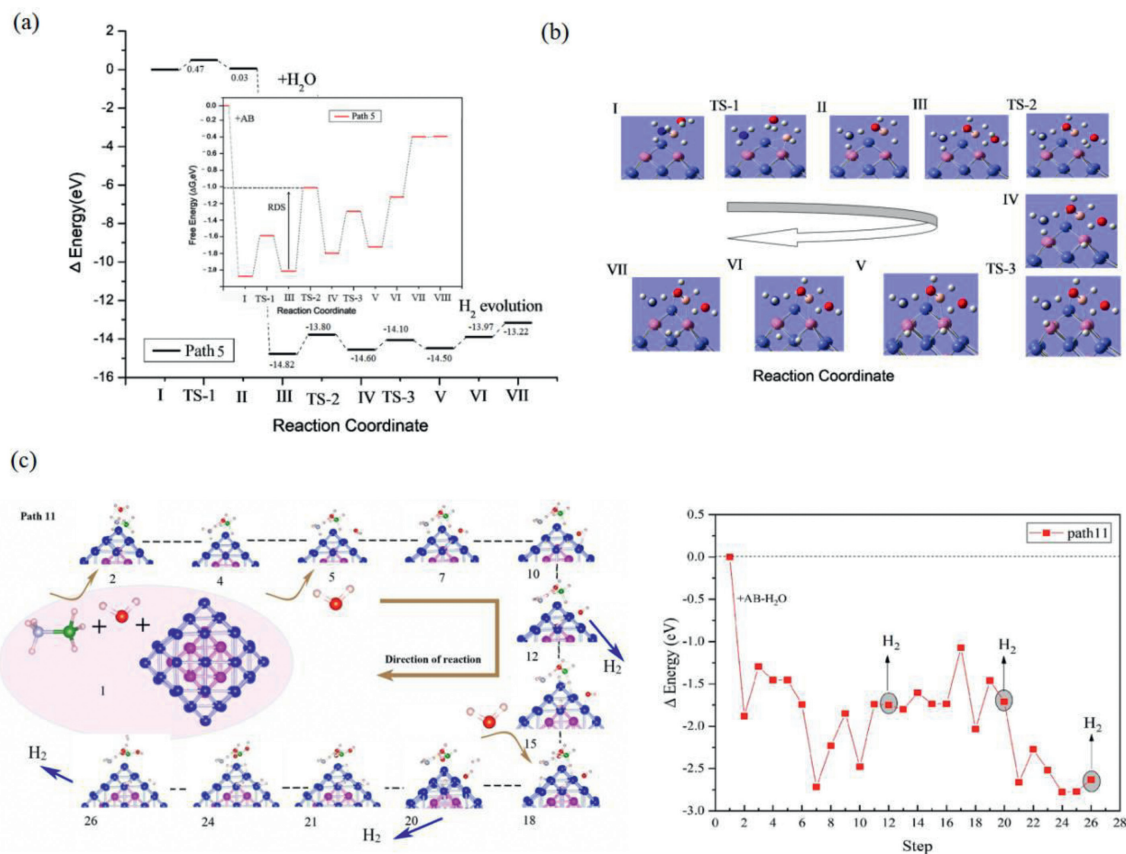 (a)
0
-2
-4
-6
-8
-10
-12
-14
-16
Δ Energy(eV)
0.47
0.03
+H₂O
0.0
-0.4
-0.8
-1.0
-1.2
-1.6
-1.8
-2.0
Free Energy (ΔG,eV)
+AB
Path 5
RDS
I TS-1 III TS-2 IV TS-3 V VI VII VIII
Reaction Coordinate
H₂ evolution
-14.82
-13.80
-14.60
-14.10
-14.50
-13.97
-13.22
Path 5
I TS-1 II III TS-2 IV TS-3 V VI VII
Reaction Coordinate
(b)
I TS-1 II III TS-2
IV
VII VI V TS-3
Reaction Coordinate
(c)
Path 11
2 4 5 7 10
+ +
1
Direction of reaction
12
H₂
15
H₂
26 24 21 20 18
H₂
0.5
0.0
-0.5
-1.0
-1.5
-2.0
-2.5
-3.0
Δ Energy (eV)
path11
+AB-H₂O
H₂
H₂
H₂
0 2 4 6 8 10 12 14 16 18 20 22 24 26 28
Step